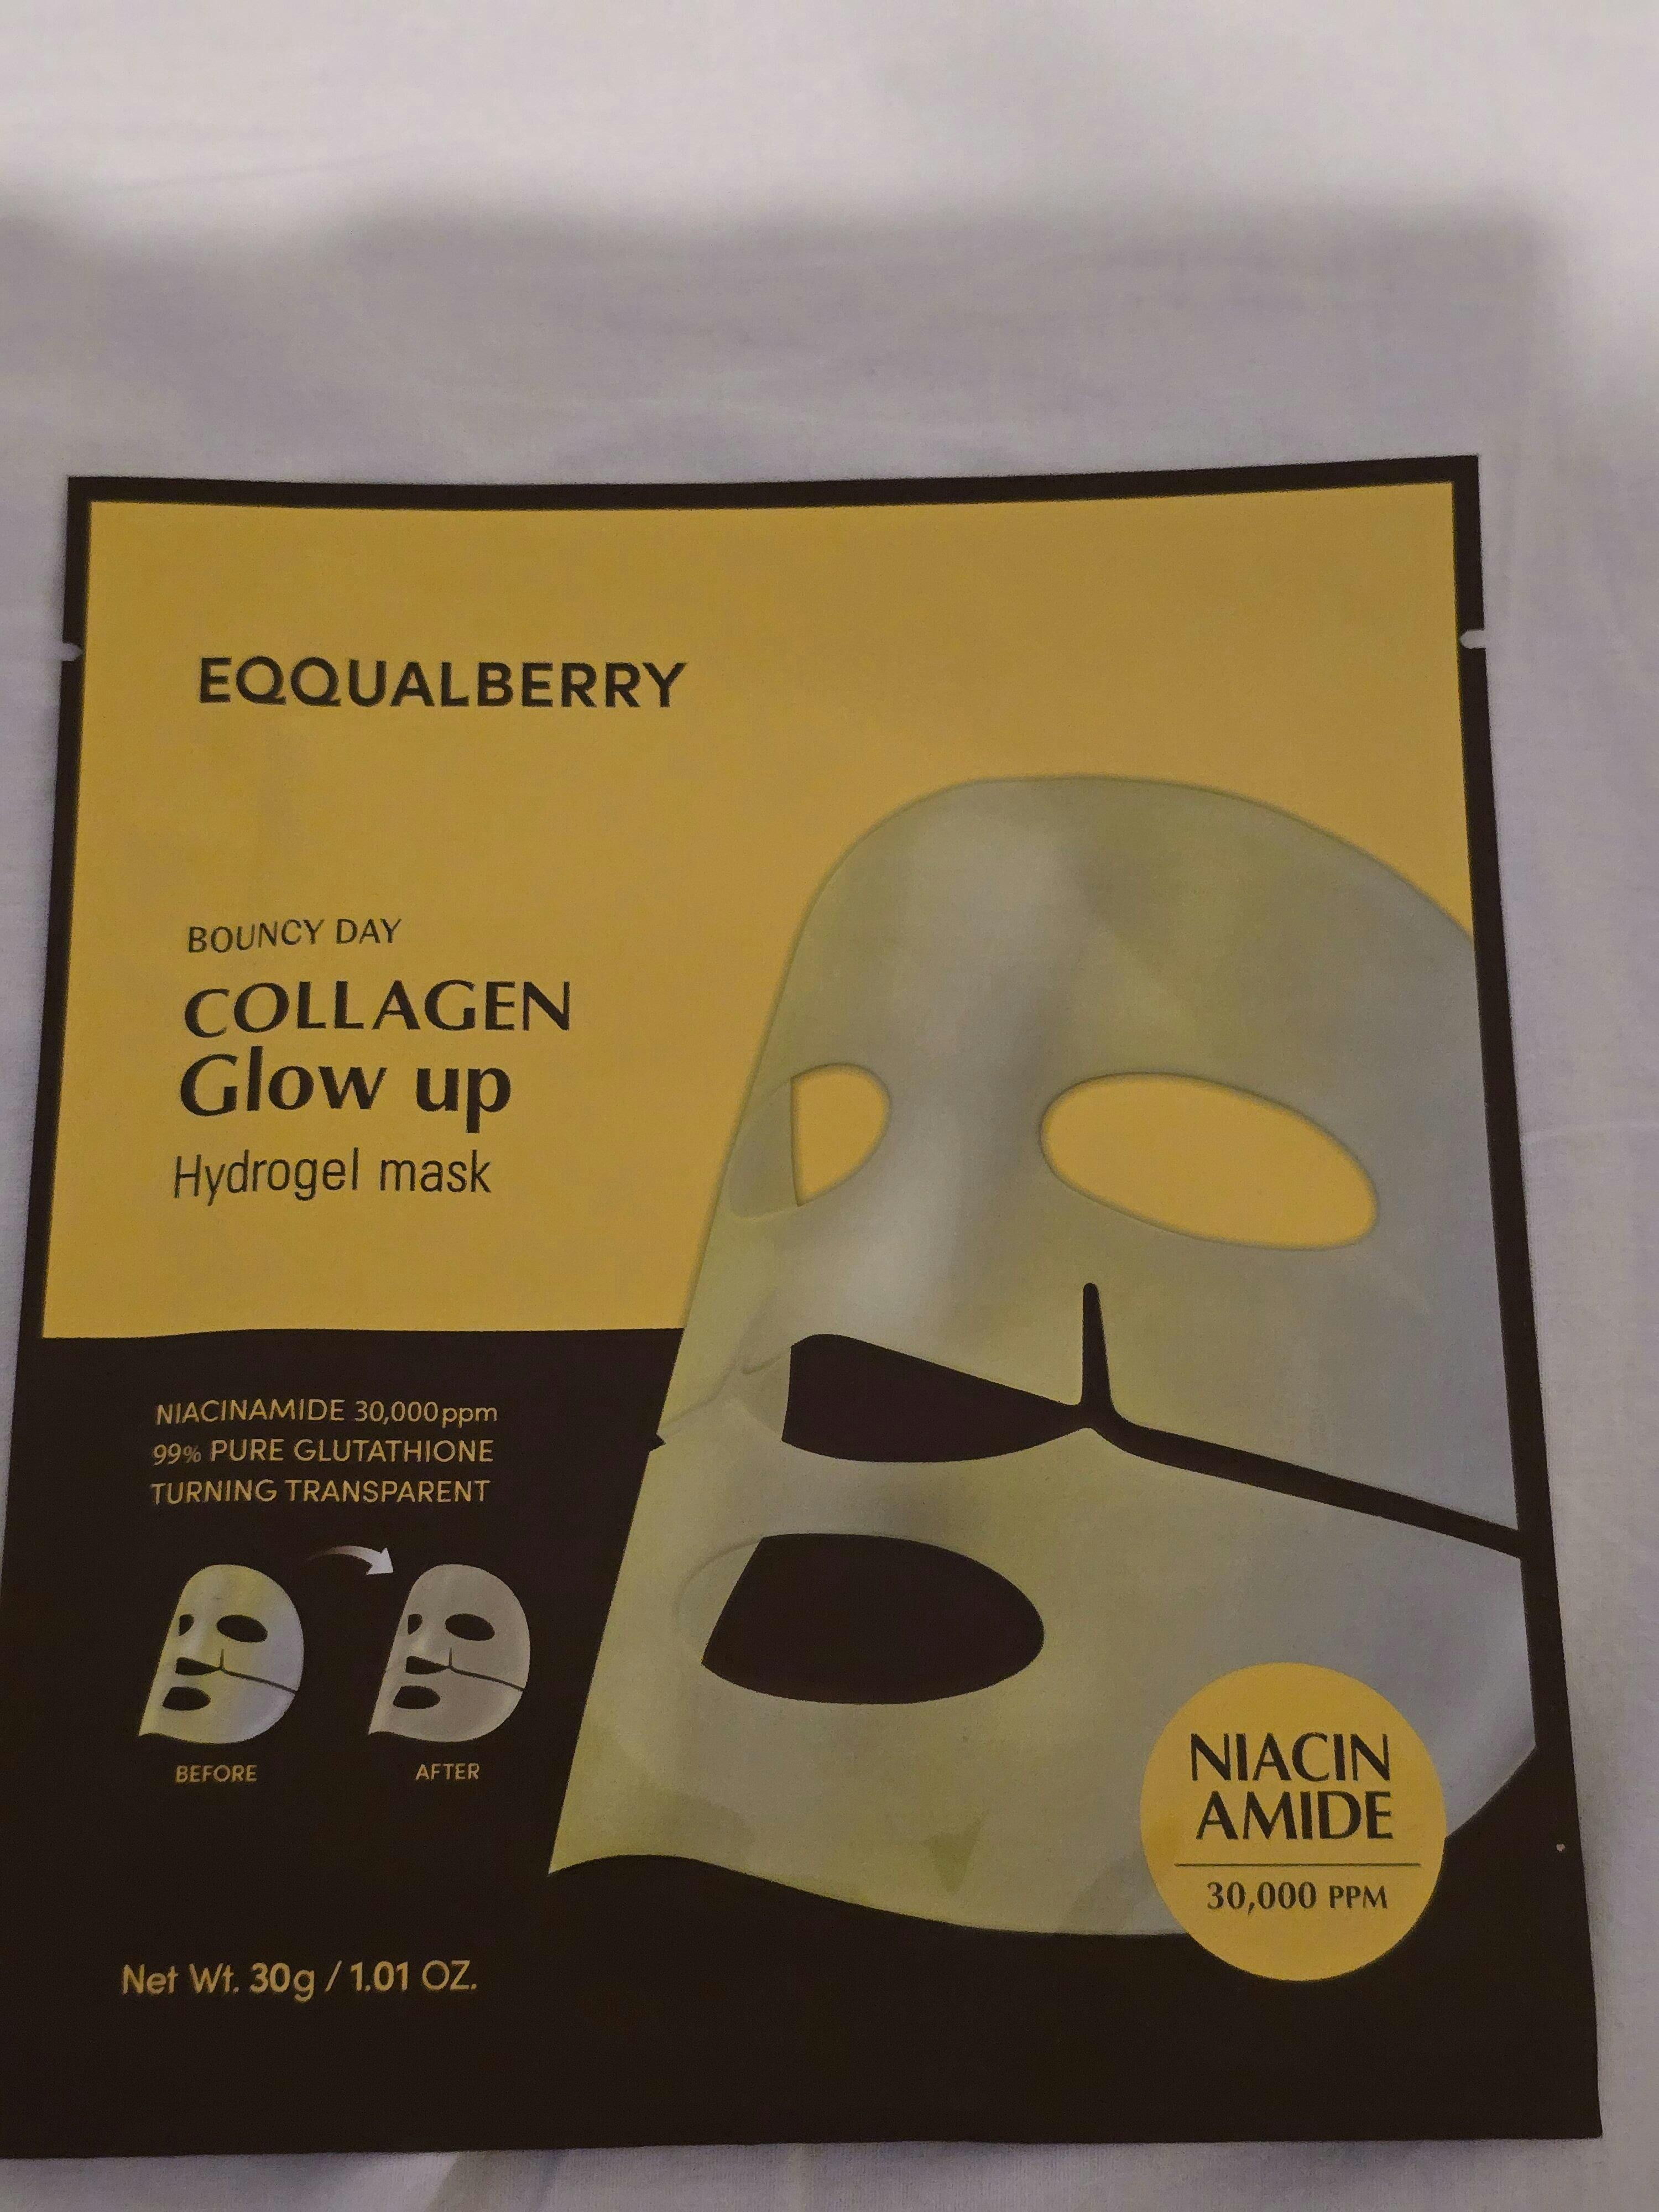 EQQUALBERRY
BOUNCY DAY
COLLAGEN
Glow up
Hydrogel mask
NIACINAMIDE 30,000ppm
99% PURE GLUTATHIONE
TURNING TRANSPARENT
BEFORE
AFTER
NIACIN
AMIDE
30,000 PPM
Net Wt. 30g / 1.01 OZ.